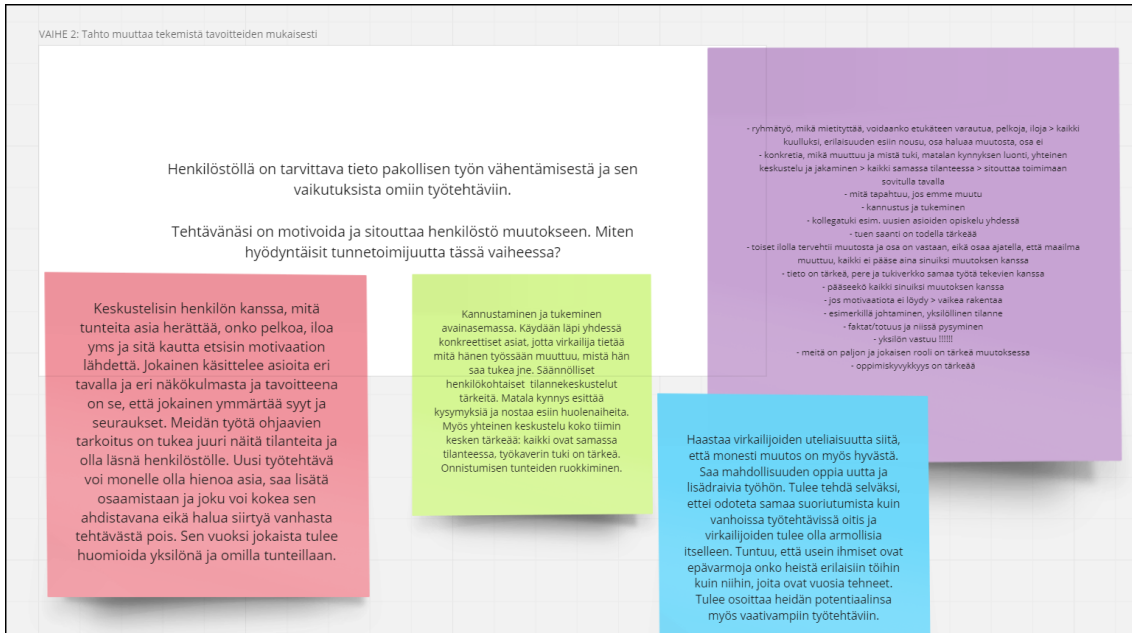 VAIHE 2: Tahto muuttaa tekemistä tavoitteiden mukaisesti
Henkilöstöllä on tarvittava tieto pakollisen työn vähentämisestä ja sen
vaikutuksista omiin työtehtäviin.
Tehtävänäsi on motivoida ja sitouttaa henkilöstö muutokseen. Miten
hyödyntäisit tunnetoimijuutta tässä vaiheessa?
- ryhmätyö, mikä mietityttää, voidaanko etukäteen varautua, pelkoja, iloja > kaikki
kuulluksi, erilaisuuden esiin nousu, osa haluaa muutosta, osa ei
- konkretia, mikä muuttuu ja mistä tuki, matalan kynnyksen luonti, yhteinen
keskustelu ja jakaminen > kaikki samassa tilanteessa > sitouttaa toimimaan
sovitulla tavalla
- mitä tapahtuu, jos emme muutu
- kannustus ja tukeminen
- kollegatuki esim. uusien asioiden opiskelu yhdessä
- tuen saanti on todella tärkeää
- toiset ilolla tervehtii muutosta ja osa on vastaan, eikä osaa ajatella, että maailma
muuttuu, kaikki ei pääse aina sinuiksi muutoksen kanssa
- tieto on tärkeä, pere ja tukiverkko samaa työtä tekevien kanssa
- pääseekö kaikki sinuiksi muutoksen kanssa
- jos motivaatiota ei löydy > vaikea rakentaa
- esimerkillä johtaminen, yksilöllinen tilanne
- faktat/totuus ja niissä pysyminen
- yksilön vastuu !!!!!!
- meitä on paljon ja jokaisen rooli on tärkeä muutoksessa
- oppimiskyvykkyys on tärkeää
Keskustelisin henkilön kanssa, mitä
tunteita asia herättää, onko pelkoa, iloa
yms ja sitä kautta etsisin motivaation
lähdettä. Jokainen käsittelee asioita eri
tavalla ja eri näkökulmasta ja tavoitteena
on se, että jokainen ymmärtää syyt ja
seuraukset. Meidän työtä ohjaavien
tarkoitus on tukea juuri näitä tilanteita ja
olla läsnä henkilöstölle. Uusi työtehtävä
voi monelle olla hienoa asia, saa lisätä
osaamistaan ja joku voi kokea sen
ahdistavana eikä halua siirtyä vanhasta
tehtävästä pois. Sen vuoksi jokaista tulee
huomioida yksilönä ja omilla tunteillaan.
Kannustaminen ja tukeminen
avainasemassa. Käydään läpi yhdessä
konkreettiset asiat, jotta virkailija tietää
mitä hänen työssään muuttuu, mistä hän
saa tukea jne. Säännölliset
henkilökohtaiset tilannekeskustelut
tärkeitä. Matala kynnys esittää
kysymyksiä ja nostaa esiin huolenaiheita.
Myös yhteinen keskustelu koko tiimin
kesken tärkeää: kaikki ovat samassa
tilanteessa, työkaverin tuki on tärkeä.
Onnistumisen tunteiden ruokkiminen.
Haastaa virkailijoiden uteliaisuutta siitä,
että monesti muutos on myös hyvästä.
Saa mahdollisuuden oppia uutta ja
lisädraivia työhön. Tulee tehdä selväksi,
ettei odoteta samaa suoriutumista kuin
vanhoissa työtehtävissä oitis ja
virkailijoiden tulee olla armollisia
itselleen. Tuntuu, että usein ihmiset ovat
epävarmoja onko heistä erilaisiin töihin
kuin niihin, joita ovat vuosia tehneet.
Tulee osoittaa heidän potentiaalinsa
myös vaativampiin työtehtäviin.